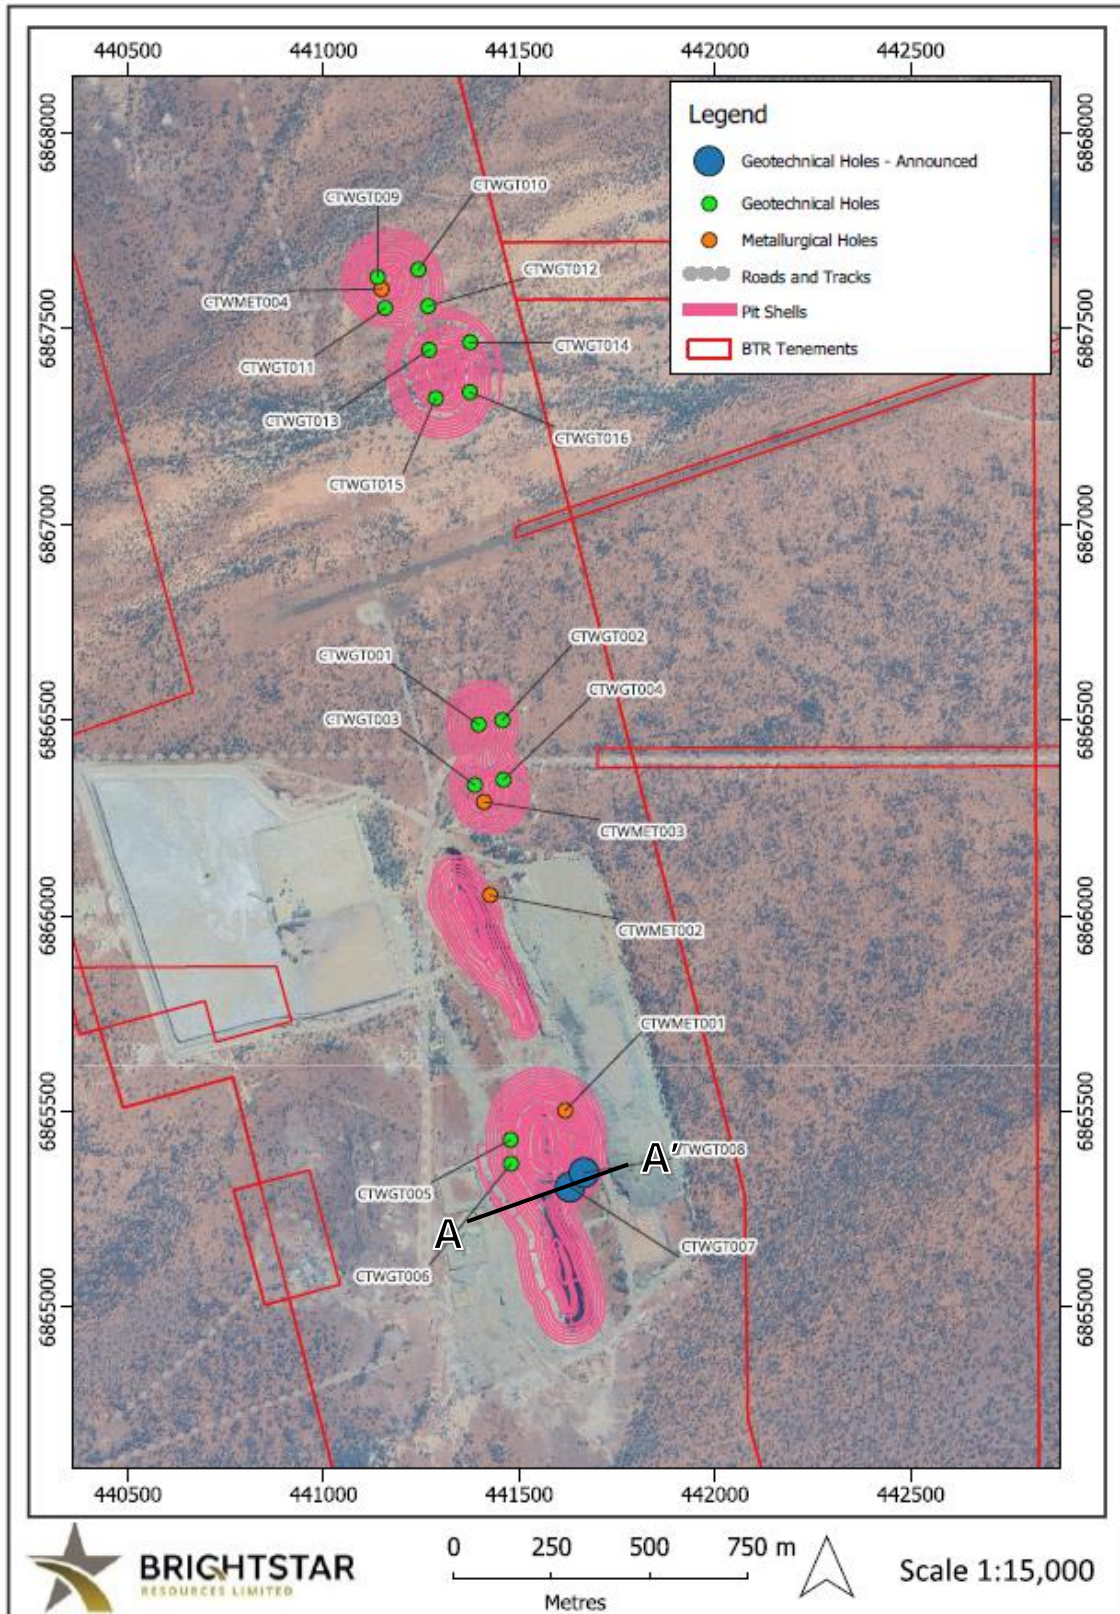 440500 441000 441500 442000 442500
6868000
6868000
Legend
Geotechnical Holes - Announced
Geotechnical Holes
Metallurgical Holes
Roads and Tracks
Pit Shells
BTR Tenements
CTWGT009
CTWGT010
CTWGT012
CTWMET004
6867500
6867500
CTWGT014
CTWGT011
CTWGT013
CTWGT016
CTWGT015
6867000
6867000
CTWGT002
CTWGT001
CTWGT004
CTWGT003
6866500
6866500
CTWMET003
6866000
6866000
CTWMET002
CTWMET001
6865500
6865500
A′
CTWGT008
CTWGT005
A
CTWGT007
CTWGT006
6865000
6865000
440500 441000 441500 442000 442500
BRIGHTSTAR
RESOURCES LIMITED
0 250 500 750 m
Metres
Scale 1:15,000